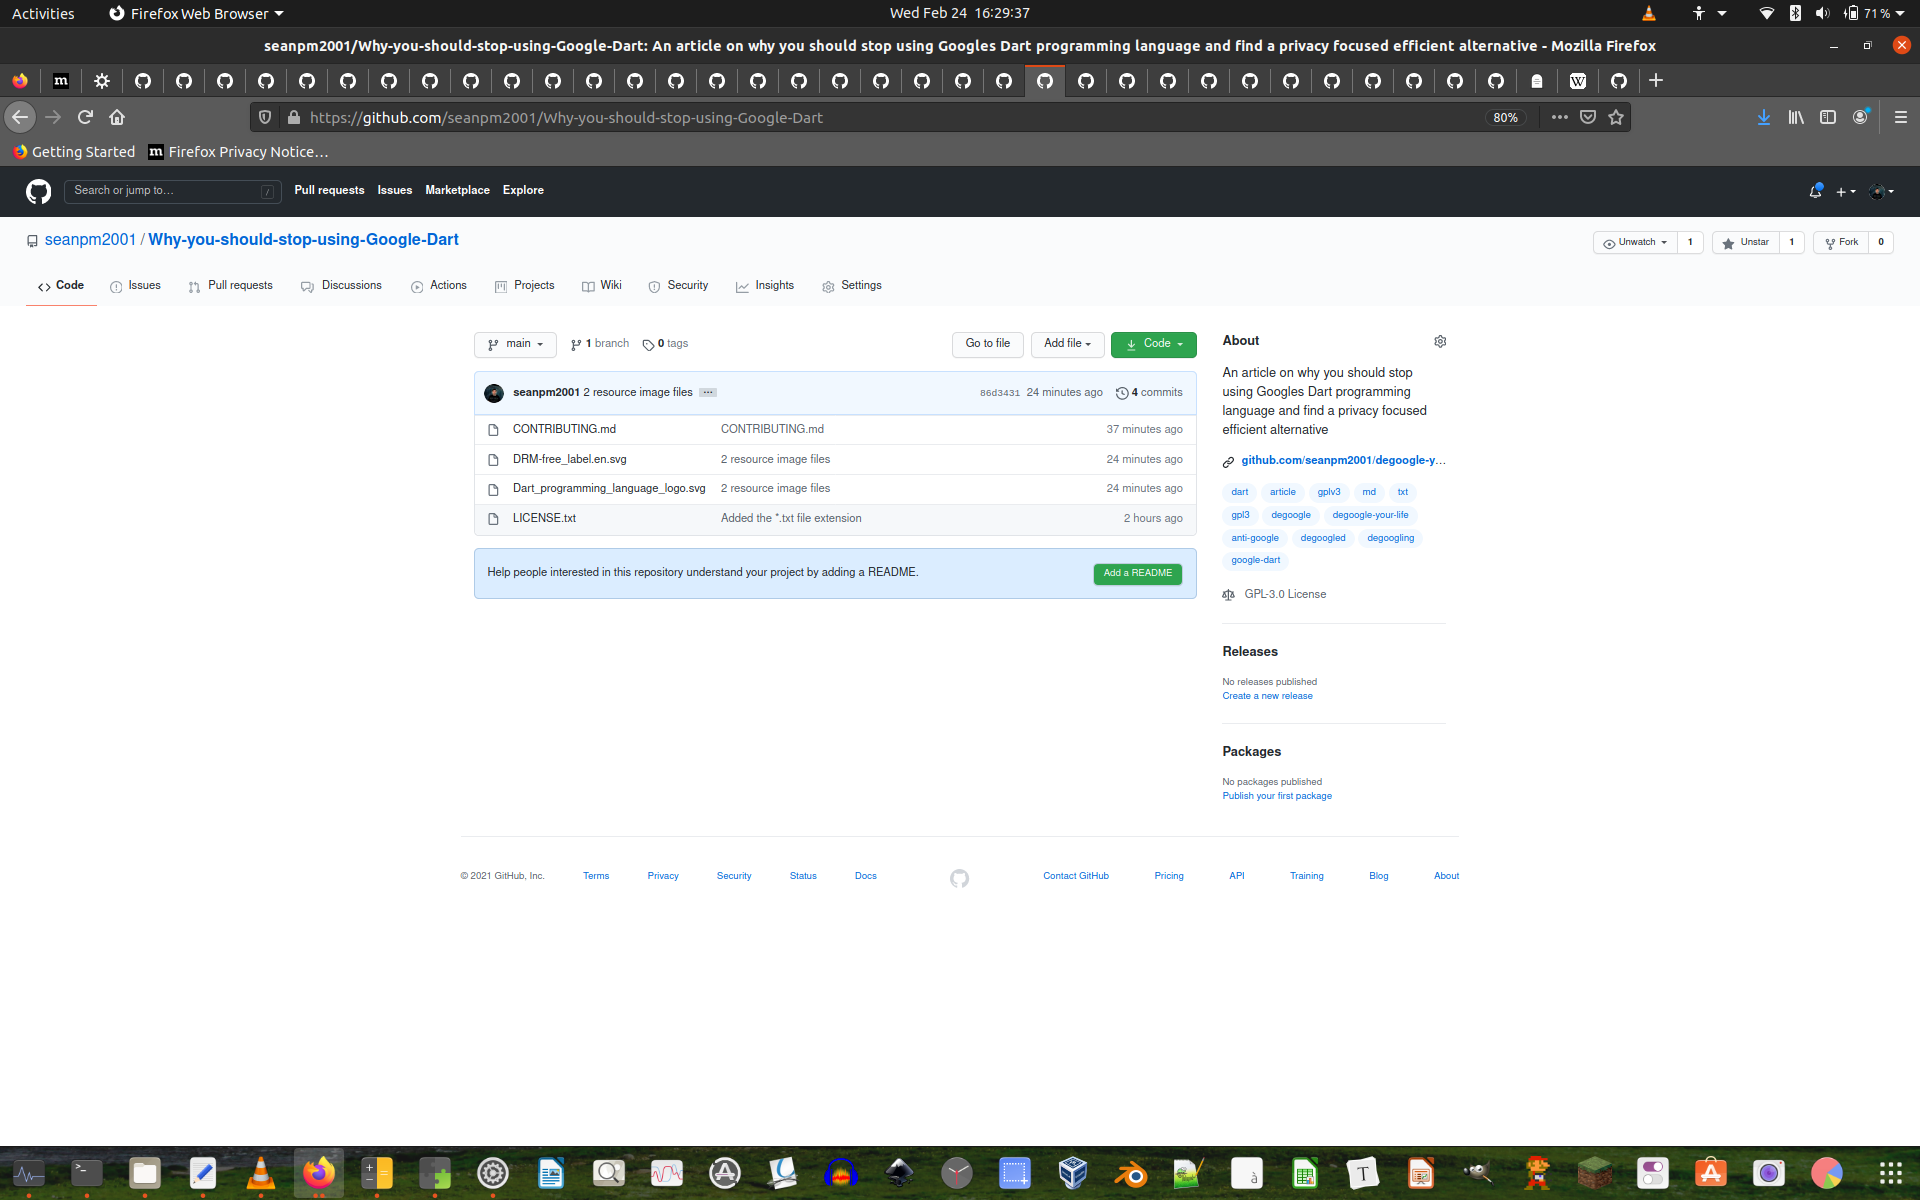 Activities Firefox Web Browser Wed Feb 24 16:29:37 71 %
seanpm2001/Why-you-should-stop-using-Google-Dart: An article on why you should stop using Googles Dart programming language and find a privacy focused efficient alternative - Mozilla Firefox
https://github.com/seanpm2001/Why-you-should-stop-using-Google-Dart 80%
Getting Started Firefox Privacy Notice…
Search or jump to… / Pull requests Issues Marketplace Explore
seanpm2001 / Why-you-should-stop-using-Google-Dart Unwatch 1 Unstar 1 Fork 0
Code Issues Pull requests Discussions Actions Projects Wiki Security Insights Settings
main 1 branch 0 tags Go to file Add file Code
seanpm2001 2 resource image files 86d3431 24 minutes ago 4 commits
CONTRIBUTING.md CONTRIBUTING.md 37 minutes ago
DRM-free_label.en.svg 2 resource image files 24 minutes ago
Dart_programming_language_logo.svg 2 resource image files 24 minutes ago
LICENSE.txt Added the *.txt file extension 2 hours ago
Help people interested in this repository understand your project by adding a README. Add a README
About
An article on why you should stop
using Googles Dart programming
language and find a privacy focused
efficient alternative
github.com/seanpm2001/degoogle-y…
dart article gplv3 md txt
gpl3 degoogle degoogle-your-life
anti-google degoogled degoogling
google-dart
GPL-3.0 License
Releases
No releases published
Create a new release
Packages
No packages published
Publish your first package
© 2021 GitHub, Inc. Terms Privacy Security Status Docs Contact GitHub Pricing API Training Blog About